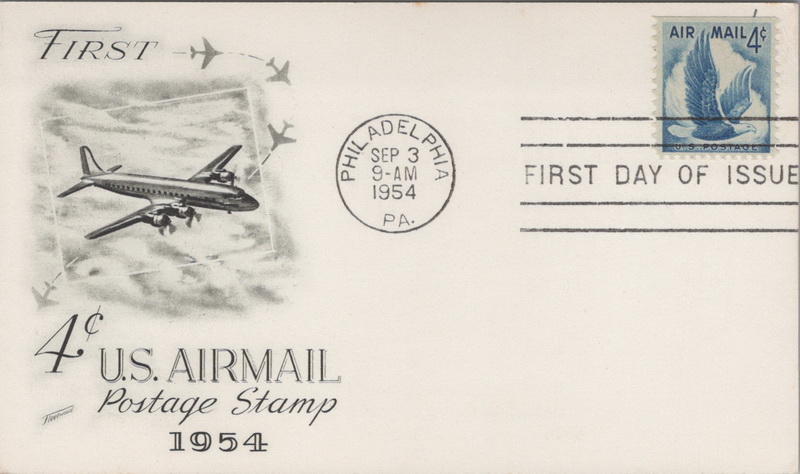 First
4¢
U.S. AIRMAIL
Postage Stamp
1954
Fleetwood
PHILADELPHIA
SEP 3
9-AM
1954
PA.
AIR MAIL 4¢
U.S. POSTAGE
FIRST DAY OF ISSUE